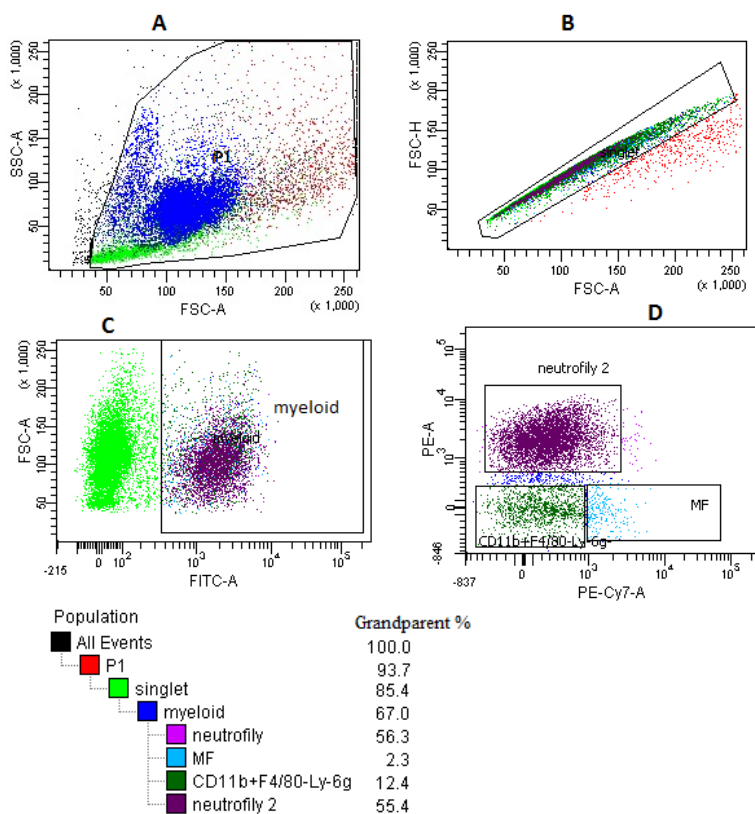 A
B
(x 1,000)
SSC-A
250
200
150
100
50
P1
50 100 150 200 250
FSC-A
(x 1,000)
(x 1,000)
FSC-H
250
200
150
100
50
singlet
50 100 150 200 250
FSC-A
(x 1,000)
C
D
(x 1,000)
FSC-A
250
200
150
100
50
myeloid
myeloid
-215 0 10² 10³ 10⁴ 10⁵
FITC-A
neutrofily 2
PE-A
10⁵
10⁴
10³
0
-846
MF
CD11b+F4/80-Ly-6g-
-837 0 10³ 10⁴ 10⁵
PE-Cy7-A
Population Grandparent %
All Events 100.0
P1 93.7
singlet 85.4
myeloid 67.0
neutrofily 56.3
MF 2.3
CD11b+F4/80-Ly-6g 12.4
neutrofily 2 55.4